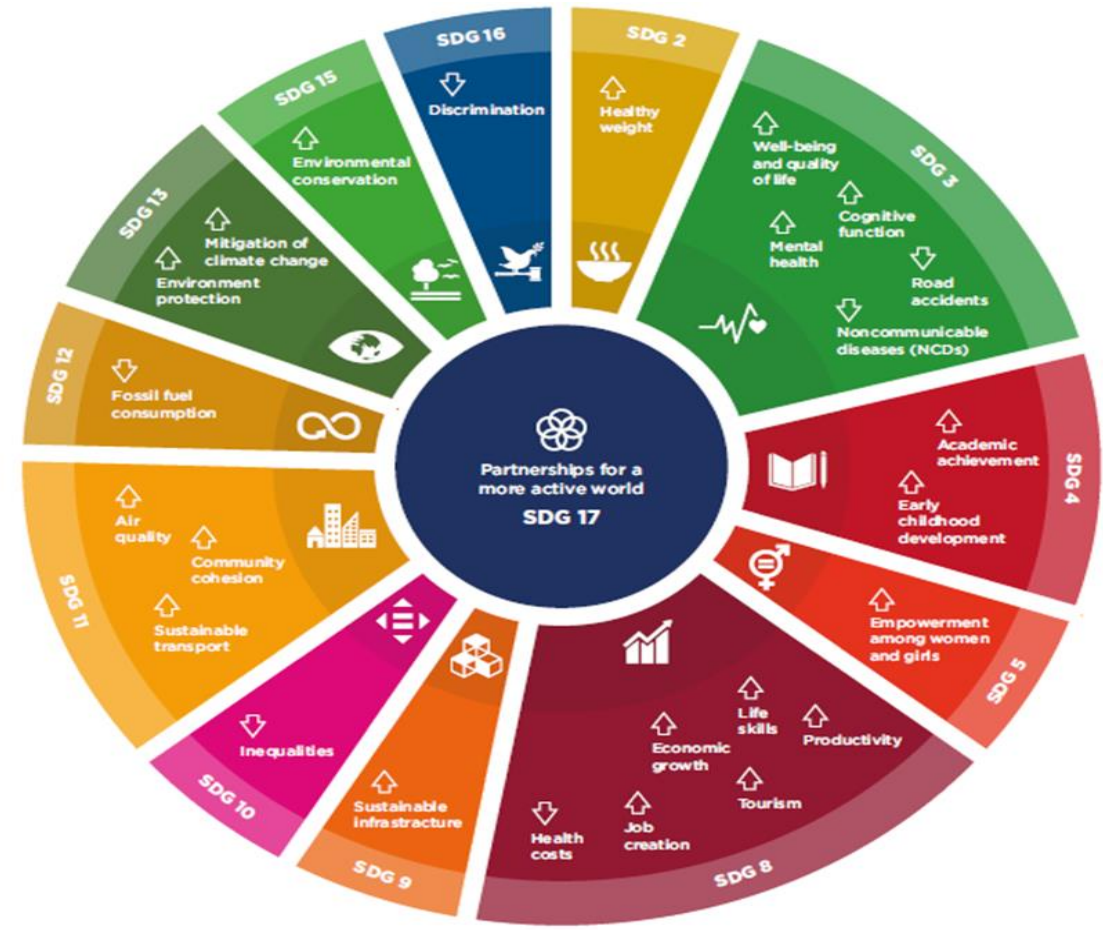 SDG 2
Healthy
weight
SDG 3
Well-being
and quality
of life
Cognitive
function
Mental
health
Road
accidents
Noncommunicable
diseases (NCDs)
SDG 4
Academic
achievement
Early
childhood
development
SDG 5
Empowerment
among women
and girls
SDG 8
Life
skills
Productivity
Economic
growth
Tourism
Job
creation
Health
costs
SDG 9
Sustainable
infrastracture
SDG 10
Inequalities
SDG 11
Air
quality
Community
cohesion
Sustainable
transport
SDG 12
Fossil fuel
consumption
SDG 13
Mitigation of
climate change
Environment
protection
SDG 15
Environmental
conservation
SDG 16
Discrimination
Partnerships for a
more active world
SDG 17